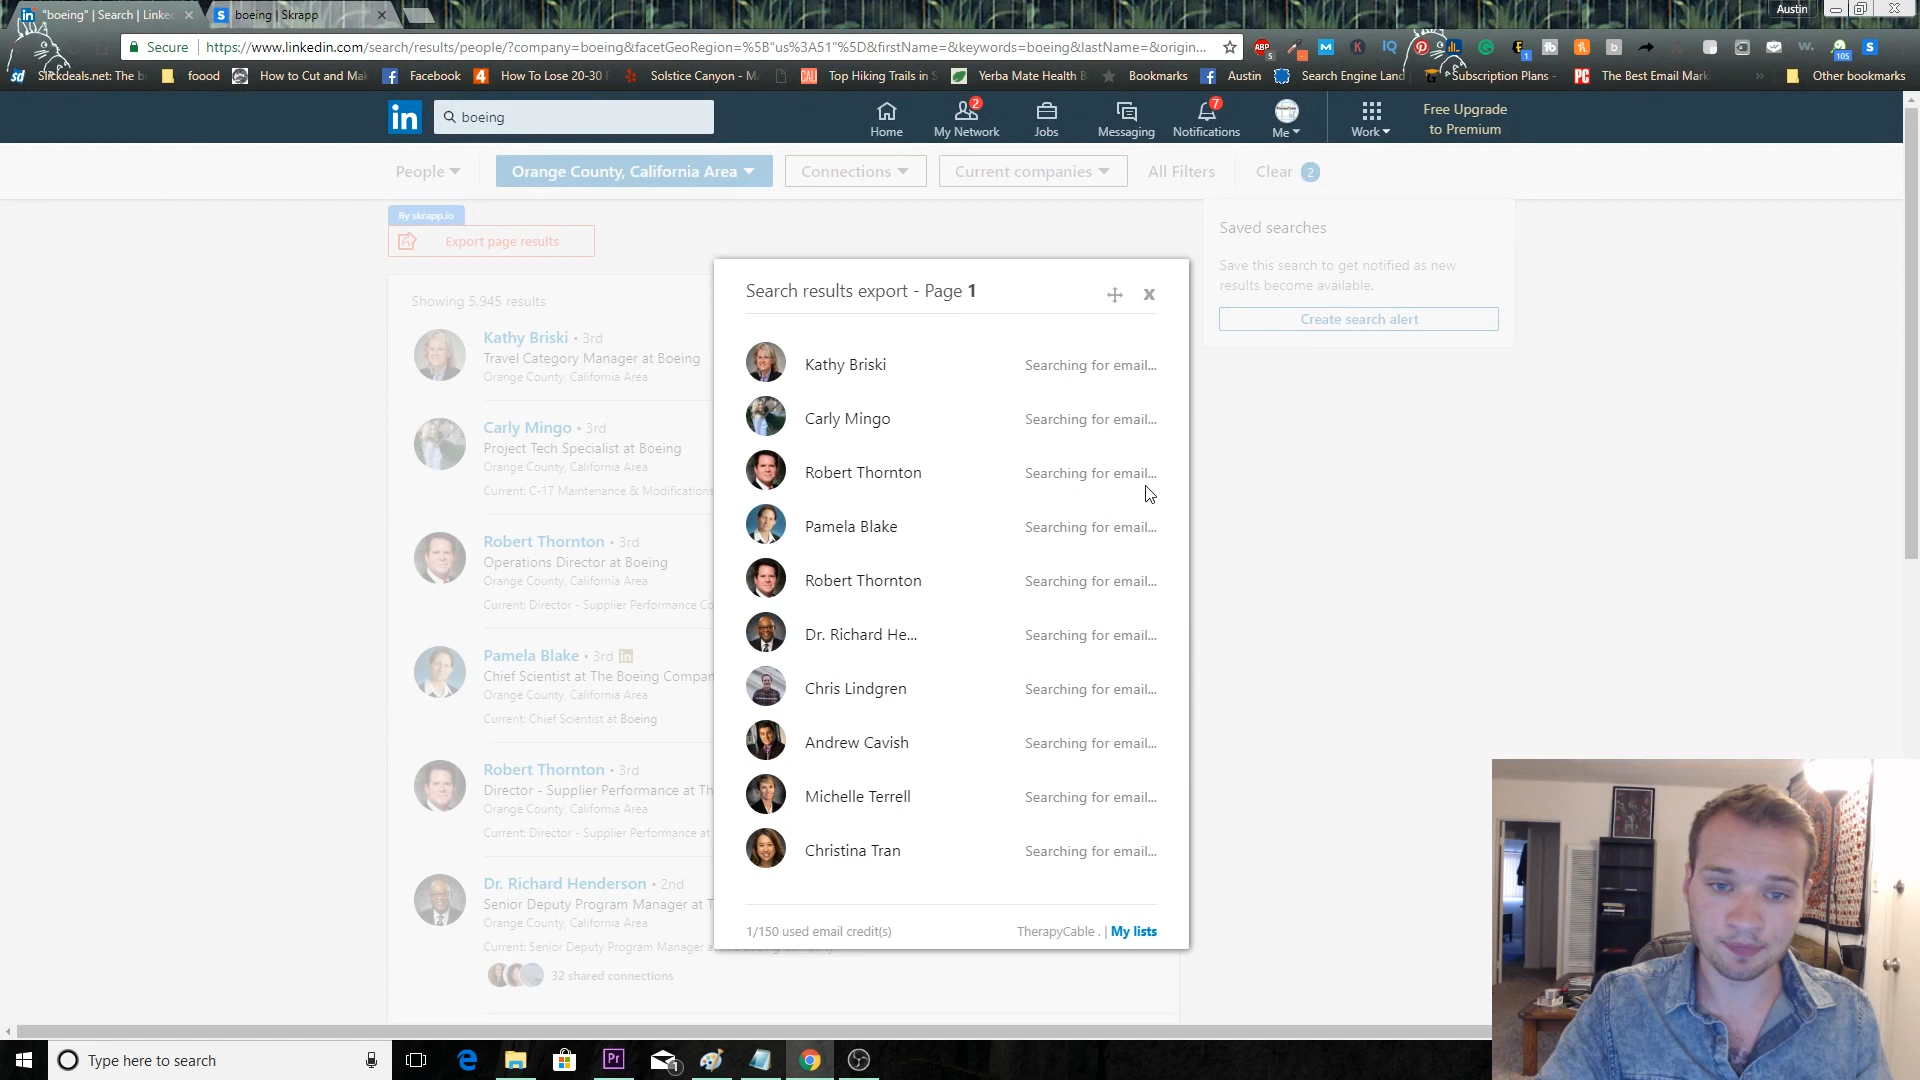 "boeing" | Search | Linke
boeing | Skrapp
Austin
Secure
https://www.linkedin.com/search/results/people/?company=boeing&facetGeoRegion=%5B"us%3A51"%5D&firstName=&keywords=boeing&lastName=&origin...
Slickdeals.net: The b
foood
How to Cut and Mak
Facebook
How To Lose 20-30 F
Solstice Canyon - M
Top Hiking Trails in S
Yerba Mate Health B
Bookmarks
Austin
Search Engine Land
Subscription Plans -
The Best Email Mark
Other bookmarks
boeing
Home
My Network
2
Jobs
Messaging
Notifications
7
Me
Work
Free Upgrade
to Premium
People
Orange County, California Area
Connections
Current companies
All Filters
Clear 2
By skrapp.io
Export page results
Showing 5,945 results
Kathy Briski • 3rd
Travel Category Manager at Boeing
Orange County, California Area
Carly Mingo • 3rd
Project Tech Specialist at Boeing
Orange County, California Area
Current: C-17 Maintenance & Modifications
Robert Thornton • 3rd
Operations Director at Boeing
Orange County, California Area
Current: Director - Supplier Performance Co
Pamela Blake • 3rd
Chief Scientist at The Boeing Compan
Orange County, California Area
Current: Chief Scientist at Boeing
Robert Thornton • 3rd
Director - Supplier Performance at Th
Orange County, California Area
Current: Director - Supplier Performance at
Dr. Richard Henderson • 2nd
Senior Deputy Program Manager at T
Orange County, California Area
Current: Senior Deputy Program Manager at The Boeing Company
32 shared connections
Search results export - Page 1
x
Kathy Briski Searching for email...
Carly Mingo Searching for email...
Robert Thornton Searching for email...
Pamela Blake Searching for email...
Robert Thornton Searching for email...
Dr. Richard He... Searching for email...
Chris Lindgren Searching for email...
Andrew Cavish Searching for email...
Michelle Terrell Searching for email...
Christina Tran Searching for email...
1/150 used email credit(s)
TherapyCable . | My lists
Saved searches
Save this search to get notified as new
results become available.
Create search alert
Type here to search